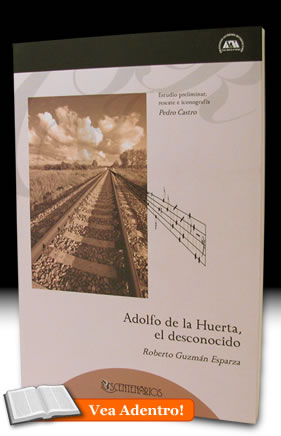 Estudio preliminar,
rescate e iconografía
Pedro Castro
Adolfo de la Huerta,
el desconocido
Roberto Guzmán Esparza
Vea Adentro!